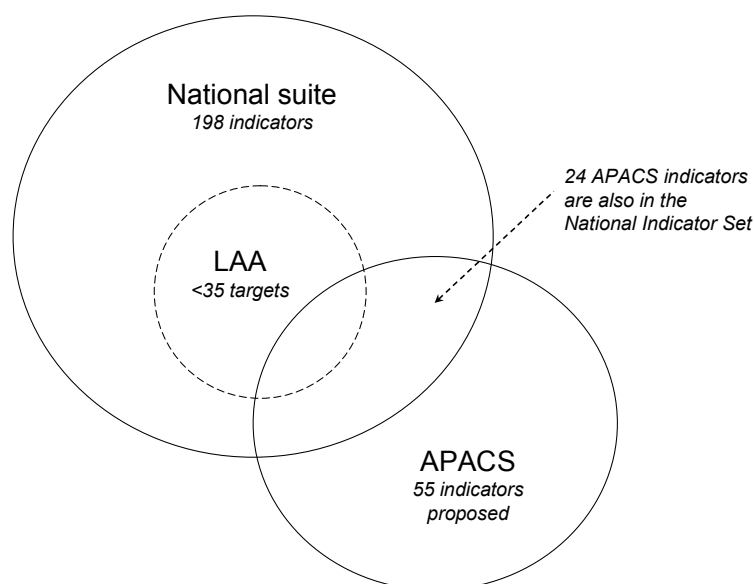 National suite
198 indicators
24 APACS indicators
are also in the
National Indicator Set
LAA
<35 targets
APACS
55 indicators
proposed